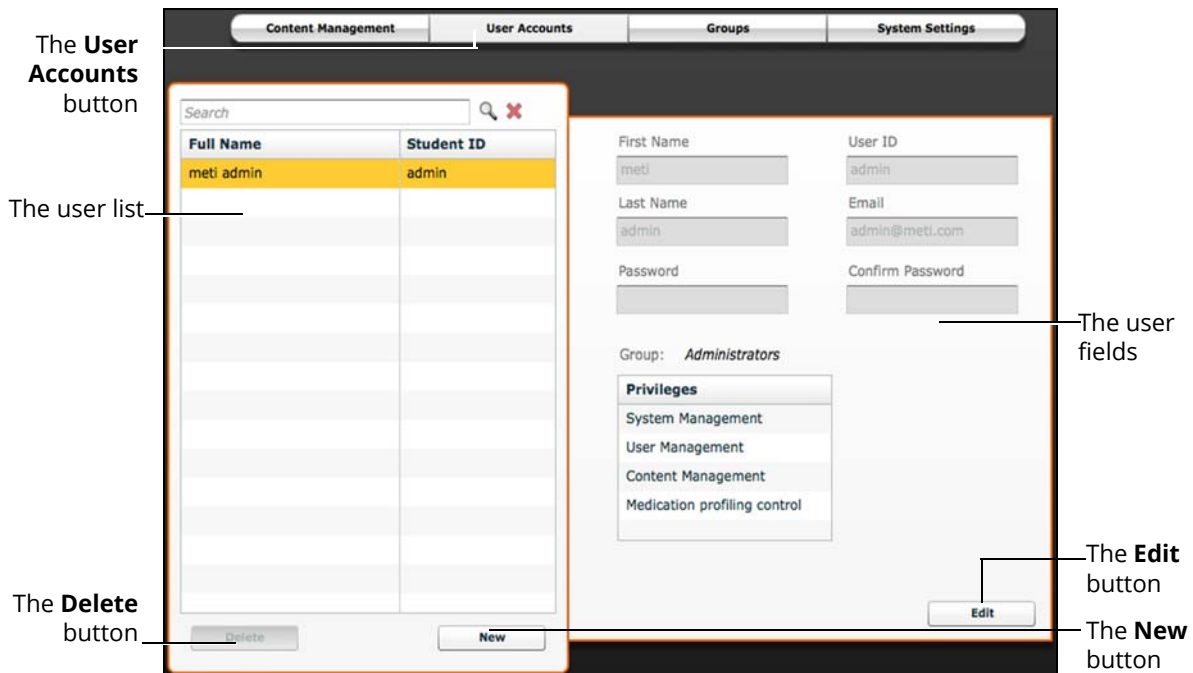 Content Management
User Accounts
Groups
System Settings
The User
Accounts
button
Search
Full Name
Student ID
meti admin
admin
The user list
First Name
User ID
meti
admin
Last Name
Email
admin
admin@meti.com
Password
Confirm Password
The user
fields
Group: Administrators
Privileges
System Management
User Management
Content Management
Medication profiling control
The Edit
button
Edit
The Delete
button
Delete
New
The New
button